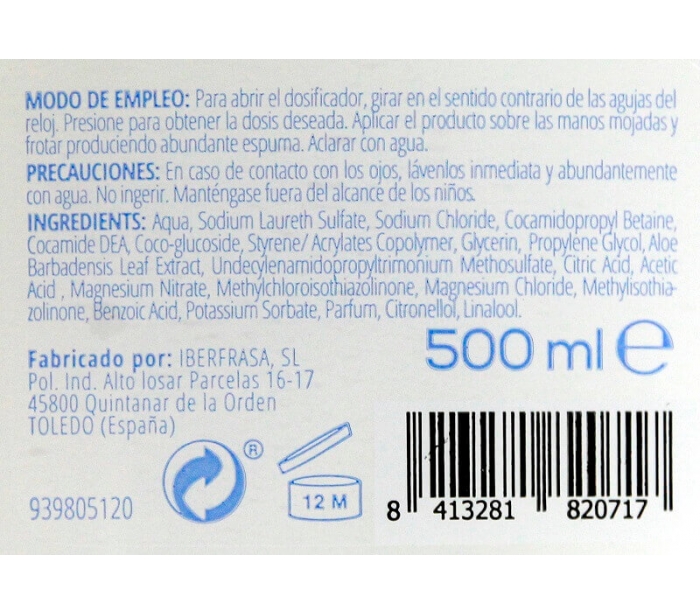 MODO DE EMPLEO: Para abrir el dosificador, girar en el sentido contrario de las agujas del
reloj. Presione para obtener la dosis deseada. Aplicar el producto sobre las manos mojadas y
frotar produciendo abundante espuma. Aclarar con agua.
PRECAUCIONES: En caso de contacto con los ojos, lávenlos inmediata y abundantemente
con agua. No ingerir. Manténgase fuera del alcance de los niños.
INGREDIENTS: Aqua, Sodium Laureth Sulfate, Sodium Chloride, Cocamidopropyl Betaine,
Cocamide DEA, Coco-glucoside, Styrene/ Acrylates Copolymer, Glycerin, Propylene Glycol, Aloe
Barbadensis Leaf Extract, Undecylenamidopropyltrimonium Methosulfate, Citric Acid, Acetic
Acid , Magnesium Nitrate, Methylchloroisothiazolinone, Magnesium Chloride, Methylisothia-
zolinone, Benzoic Acid, Potassium Sorbate, Parfum, Citronellol, Linalool.
500 ml e
Fabricado por: IBERFRASA, SL
Pol. Ind. Alto losar Parcelas 16-17
45800 Quintanar de la Orden
TOLEDO (España)
®
12 M
939805120
8 413281 820717